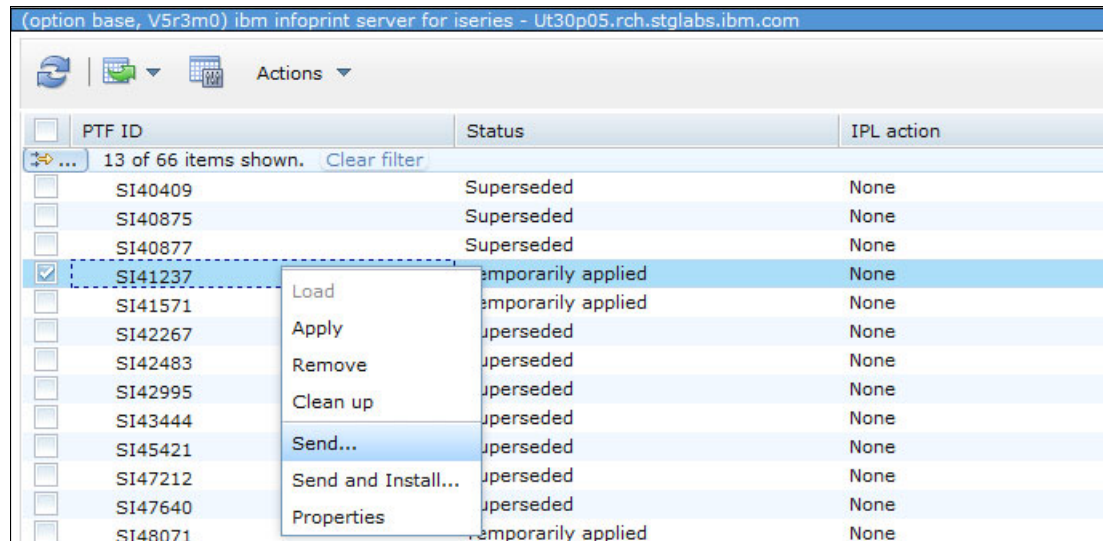 (option base, V5r3m0) ibm infoprint server for iseries - Ut30p05.rch.stglabs.ibm.com
Actions
PTF ID Status IPL action
... 13 of 66 items shown. Clear filter
SI40409 Superseded None
SI40875 Superseded None
SI40877 Superseded None
SI41237 emporarily applied None
SI41571 emporarily applied None
SI42267 uperseded None
SI42483 uperseded None
SI42995 uperseded None
SI43444 uperseded None
SI45421 uperseded None
SI47212 uperseded None
SI47640 uperseded None
SI48071 emporarily applied None
Load
Apply
Remove
Clean up
Send...
Send and Install...
Properties